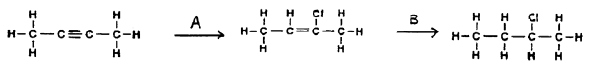 H H
H–C–C≡C–C–H
H H
A
H Cl H
H–C–C=C–C–H
H H H
B
H H Cl H
H–C–C–C–C–H
H H H H